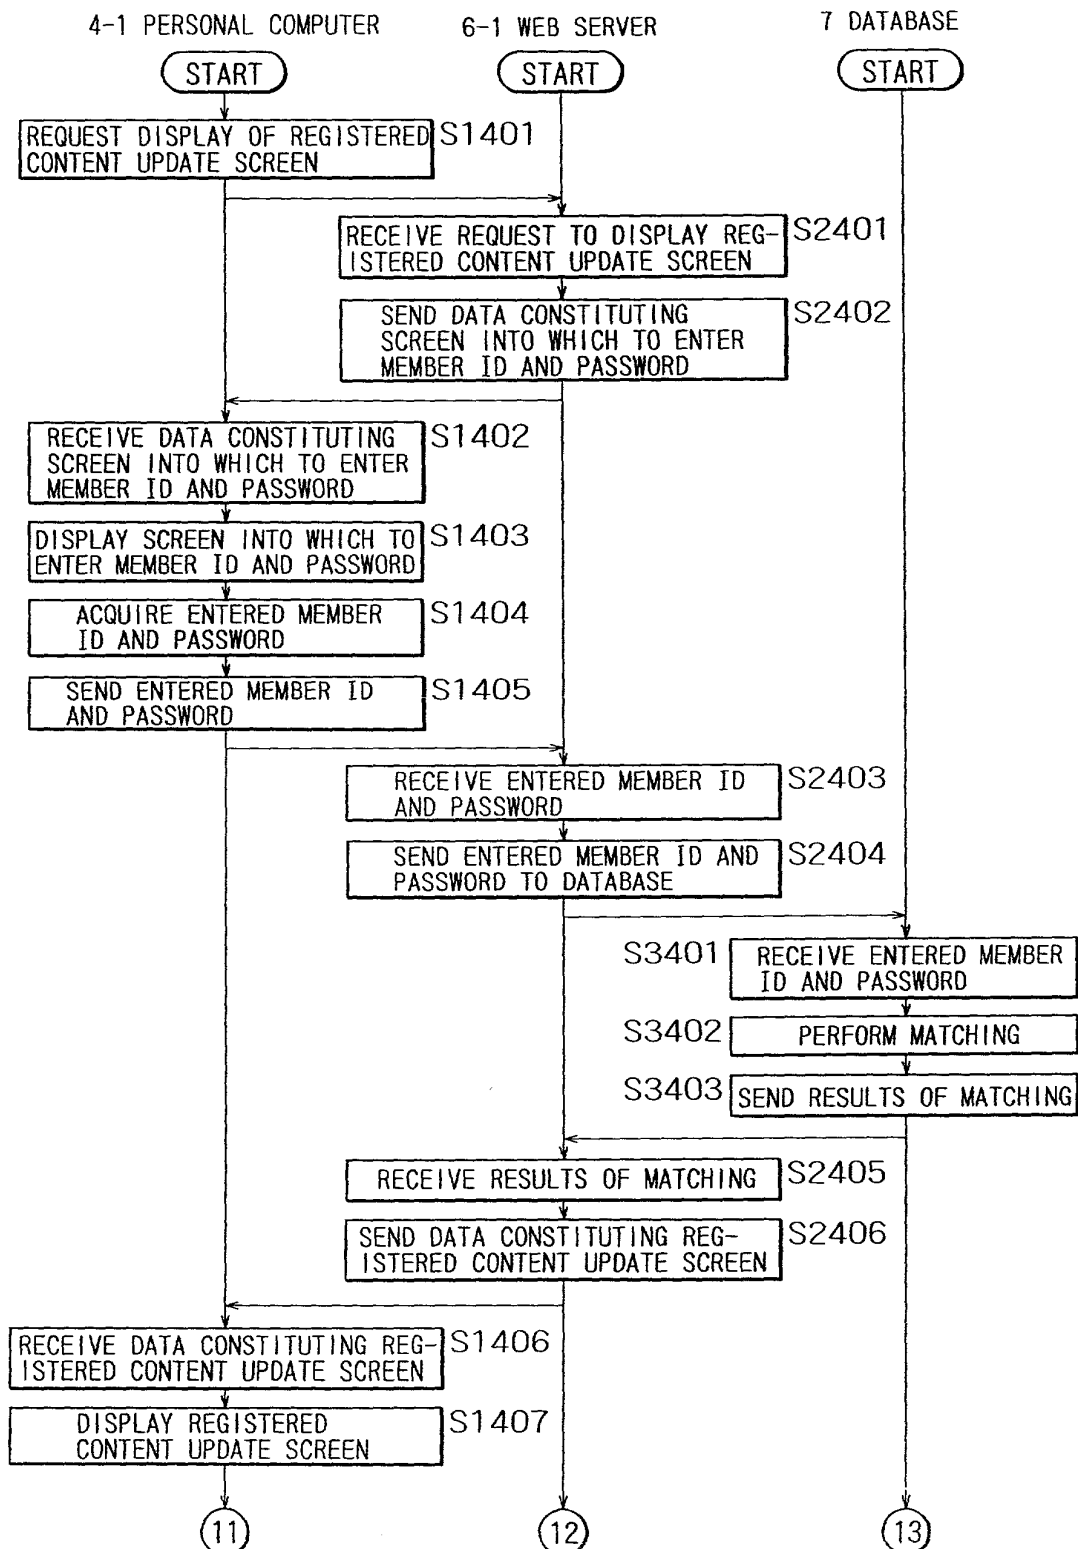 4-1 PERSONAL COMPUTER
6-1 WEB SERVER
7 DATABASE
START
START
START
REQUEST DISPLAY OF REGISTERED
CONTENT UPDATE SCREEN
S1401
RECEIVE REQUEST TO DISPLAY REG-
ISTERED CONTENT UPDATE SCREEN
S2401
SEND DATA CONSTITUTING
SCREEN INTO WHICH TO ENTER
MEMBER ID AND PASSWORD
S2402
RECEIVE DATA CONSTITUTING
SCREEN INTO WHICH TO ENTER
MEMBER ID AND PASSWORD
S1402
DISPLAY SCREEN INTO WHICH TO
ENTER MEMBER ID AND PASSWORD
S1403
ACQUIRE ENTERED MEMBER
ID AND PASSWORD
S1404
SEND ENTERED MEMBER ID
AND PASSWORD
S1405
RECEIVE ENTERED MEMBER ID
AND PASSWORD
S2403
SEND ENTERED MEMBER ID AND
PASSWORD TO DATABASE
S2404
S3401
RECEIVE ENTERED MEMBER
ID AND PASSWORD
S3402
PERFORM MATCHING
S3403
SEND RESULTS OF MATCHING
RECEIVE RESULTS OF MATCHING
S2405
SEND DATA CONSTITUTING REG-
ISTERED CONTENT UPDATE SCREEN
S2406
RECEIVE DATA CONSTITUTING REG-
ISTERED CONTENT UPDATE SCREEN
S1406
DISPLAY REGISTERED
CONTENT UPDATE SCREEN
S1407
11
12
13